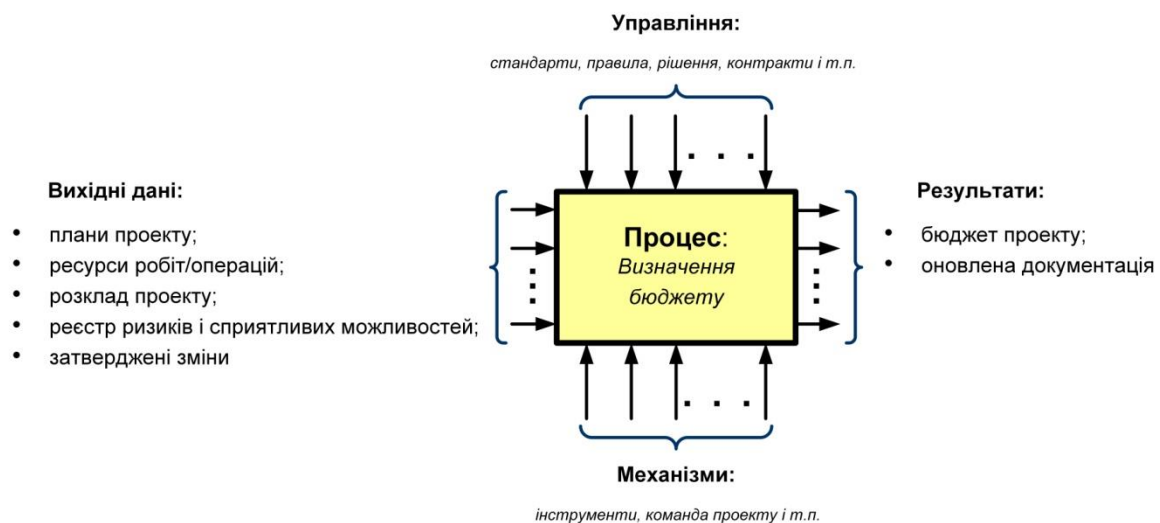 Управління:
стандарти, правила, рішення, контракти і т.п.
Вихідні дані:
• плани проекту;
• ресурси робіт/операцій;
• розклад проекту;
• реєстр ризиків і сприятливих можливостей;
• затверджені зміни
Процес:
Визначення
бюджету
Результати:
• бюджет проекту;
• оновлена документація
Механізми:
інструменти, команда проекту і т.п.